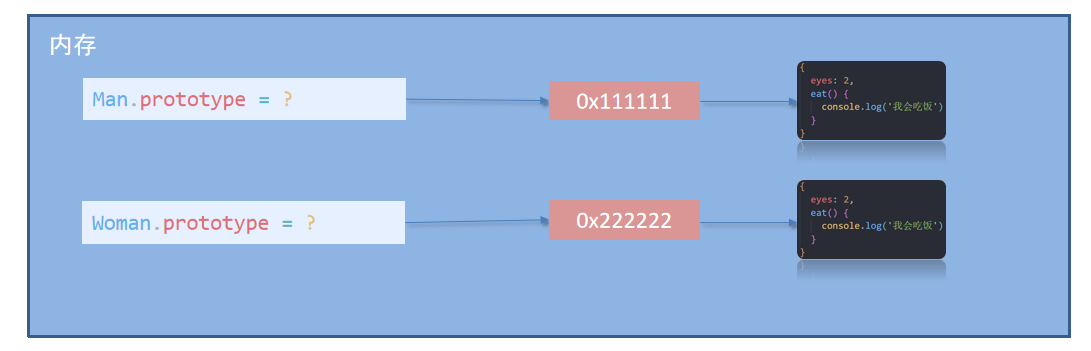 内存
Man.prototype = ?
0x111111
{
eyes: 2,
eat() {
console.log('我会吃饭')
}
}
Woman.prototype = ?
0x222222
{
eyes: 2,
eat() {
console.log('我会吃饭')
}
}